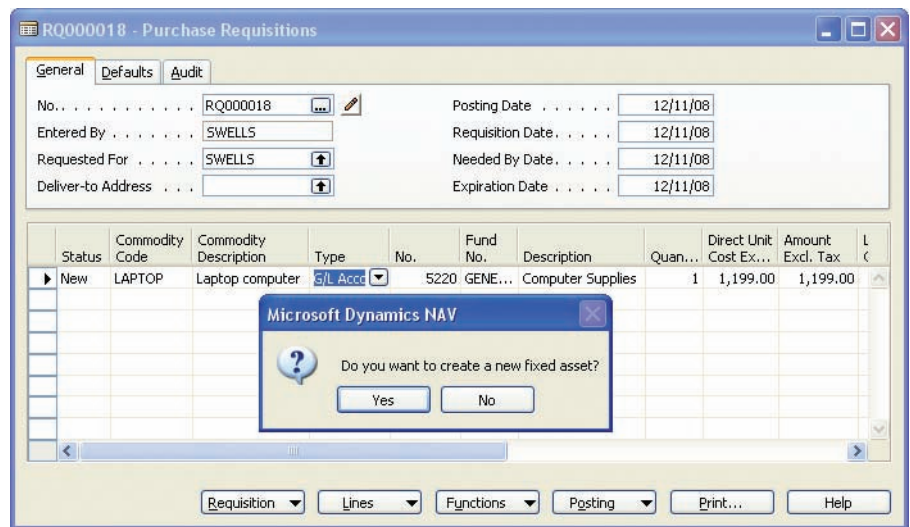 RQ000018 - Purchase Requisitions
General Defaults Audit
No. . . . . . . . . . . . RQ000018 ... Posting Date . . . . . . 12/11/08
Entered By . . . . . . . SWELLS Requisition Date. . . . . 12/11/08
Requested For . . . . . SWELLS Needed By Date. . . . . 12/11/08
Deliver-to Address . . . Expiration Date . . . . . 12/11/08
Commodity Commodity Fund Direct Unit Amount L
Status Code Description Type No. No. Description Quan... Cost Ex... Excl. Tax
New LAPTOP Laptop computer G/L Acco 5220 GENE... Computer Supplies 1 1,199.00 1,199.00
Microsoft Dynamics NAV
Do you want to create a new fixed asset?
Yes No
Requisition Lines Functions Posting Print... Help